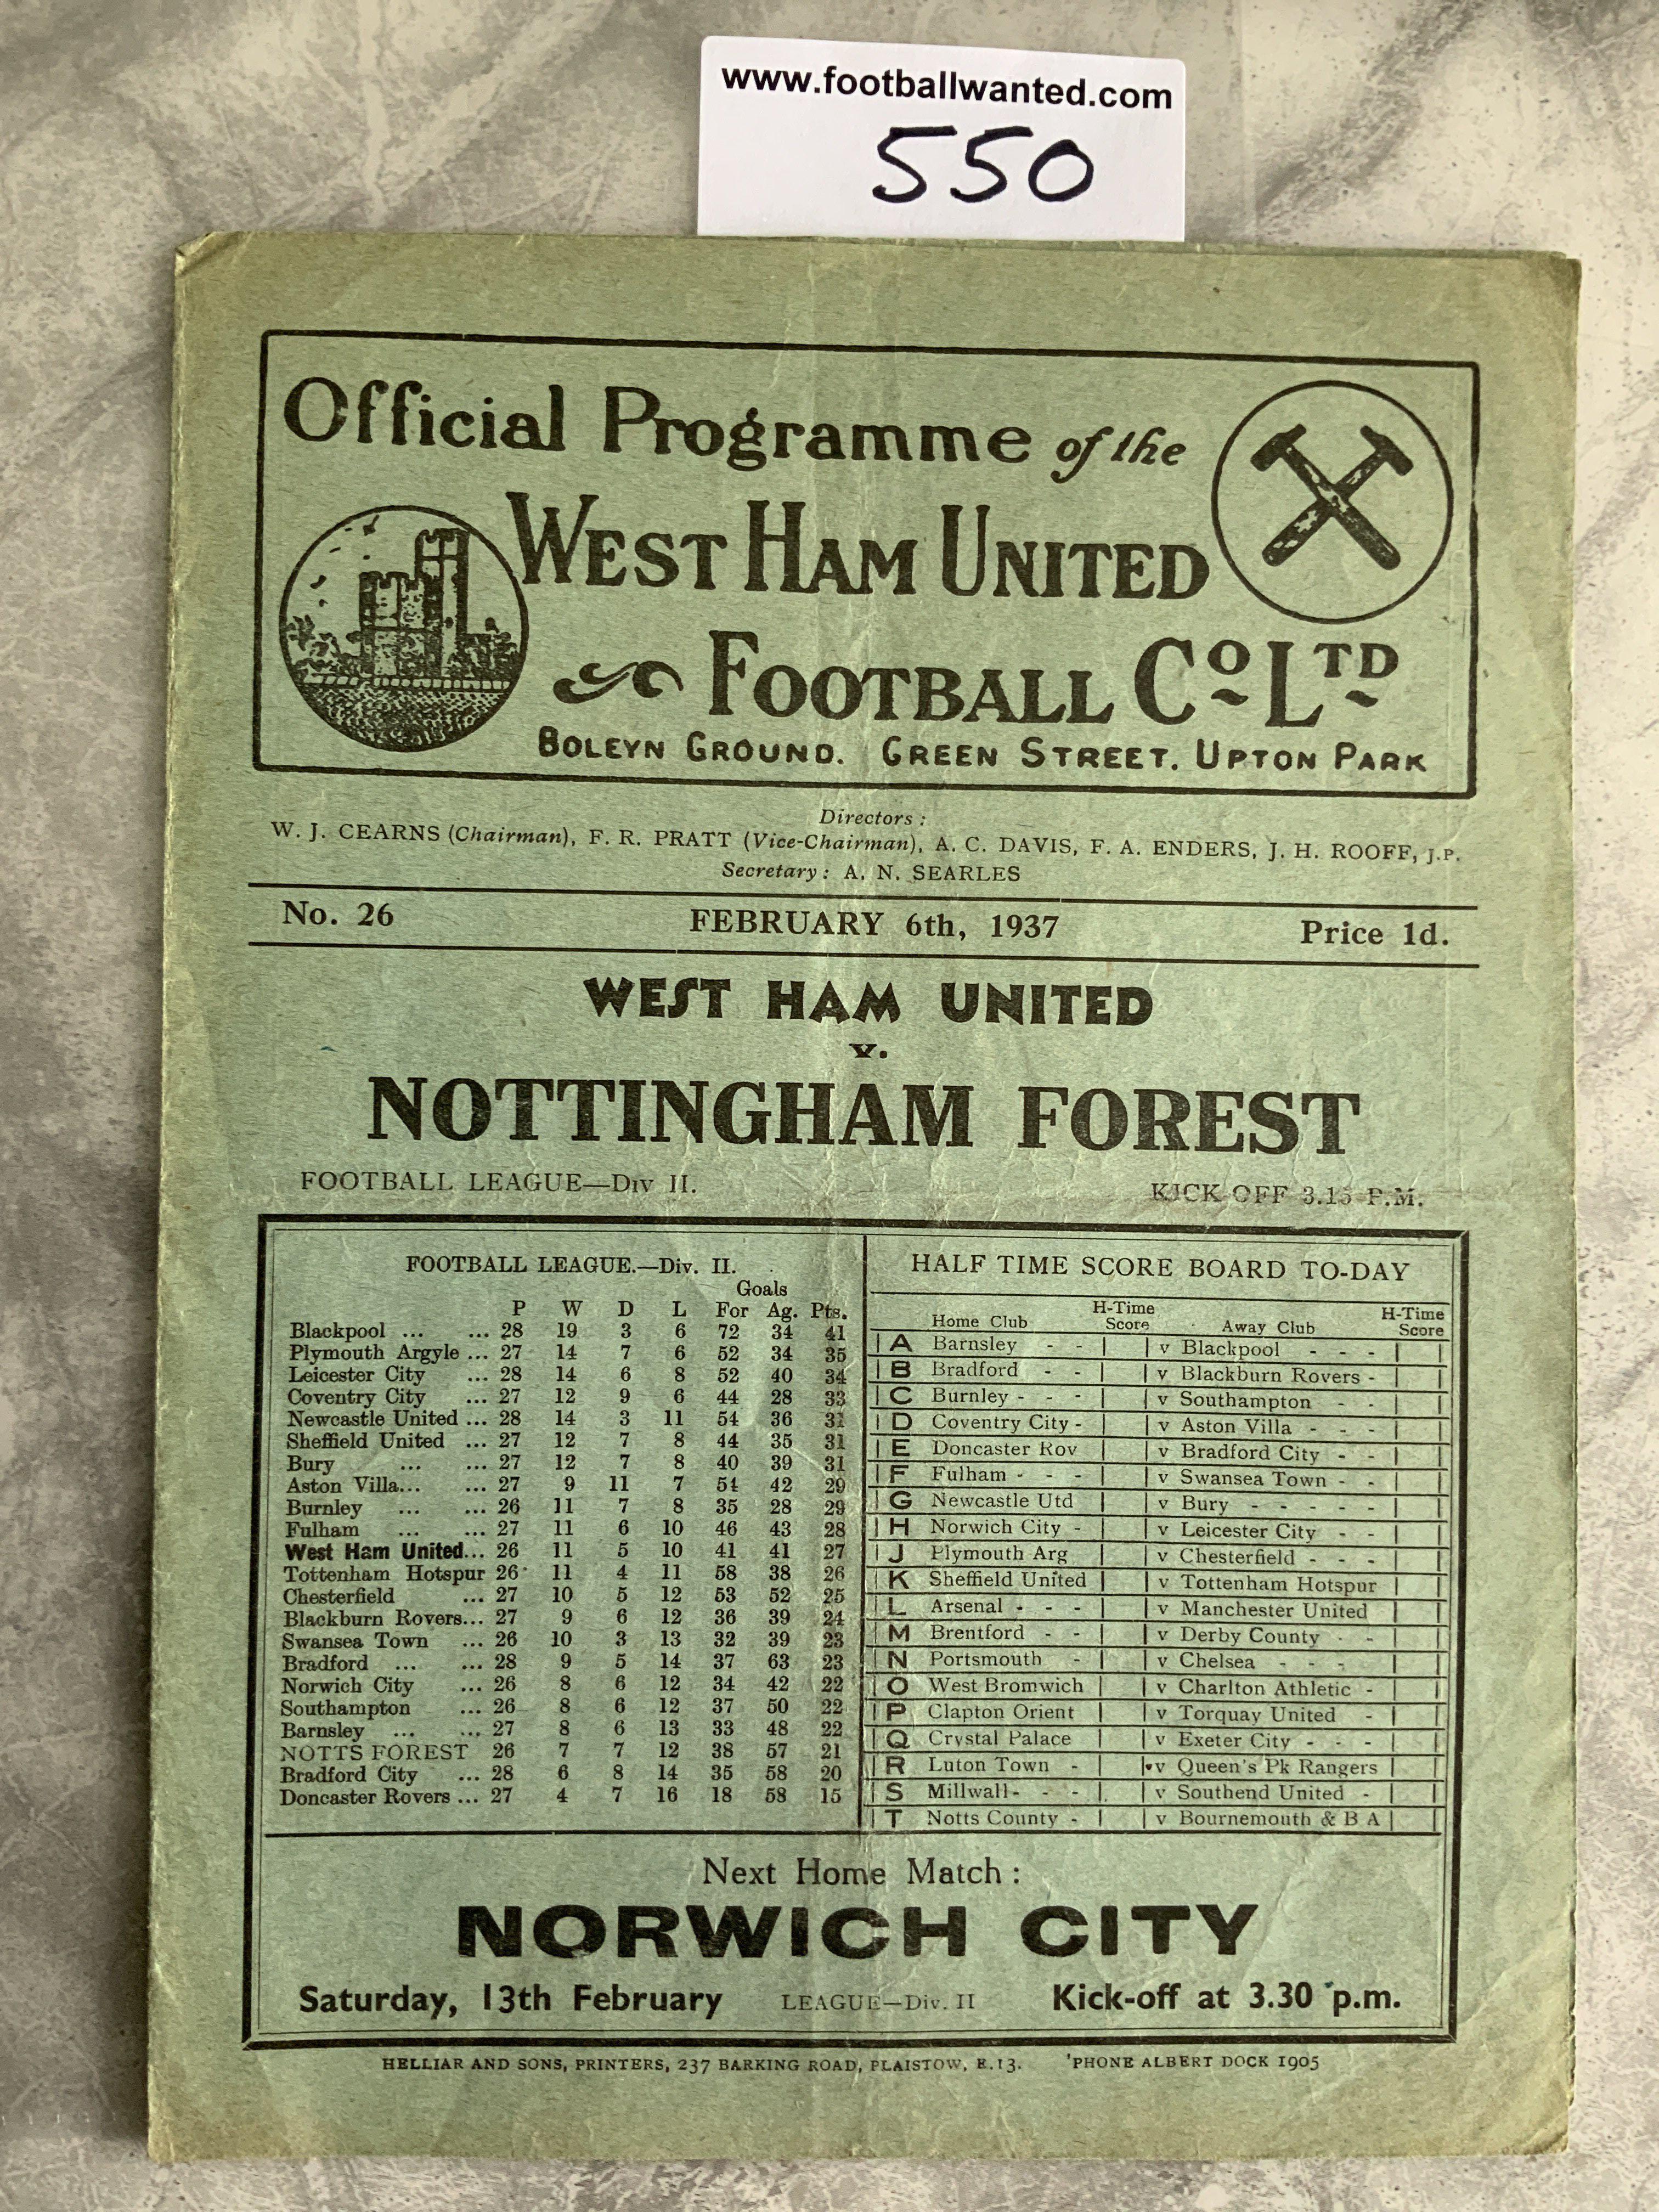 www.footballwanted.com
550
Official Programme of the
WEST HAM UNITED
FOOTBALL Co LTD
BOLEYN GROUND. GREEN STREET. UPTON PARK
Directors :
W. J. CEARNS (Chairman), F. R. PRATT (Vice-Chairman), A. C. DAVIS, F. A. ENDERS, J. H. ROOFF, J.P.
Secretary : A. N. SEARLES
No. 26 FEBRUARY 6th, 1937 Price 1d.
WEST HAM UNITED
v.
NOTTINGHAM FOREST
FOOTBALL LEAGUE—Div II. KICK OFF 3.15 P.M.
FOOTBALL LEAGUE.—Div. II.
Goals
P W D L For Ag. Pts.
Blackpool ... ... 28 19 3 6 72 34 41
Plymouth Argyle ... 27 14 7 6 52 34 35
Leicester City ... 28 14 6 8 52 40 34
Coventry City ... 27 12 9 6 44 28 33
Newcastle United ... 28 14 3 11 54 36 31
Sheffield United ... 27 12 7 8 44 35 31
Bury ... ... 27 12 7 8 40 39 31
Aston Villa... ... 27 9 11 7 54 42 29
Burnley ... ... 26 11 7 8 35 28 29
Fulham ... ... 27 11 6 10 46 43 28
West Ham United... 26 11 5 10 41 41 27
Tottenham Hotspur 26 11 4 11 58 38 26
Chesterfield ... 27 10 5 12 53 52 25
Blackburn Rovers... 27 9 6 12 36 39 24
Swansea Town ... 26 10 3 13 32 39 23
Bradford ... ... 28 9 5 14 37 63 23
Norwich City ... 26 8 6 12 34 42 22
Southampton ... 26 8 6 12 37 50 22
Barnsley ... ... 27 8 6 13 33 48 22
NOTTS FOREST 26 7 7 12 38 57 21
Bradford City ... 28 6 8 14 35 58 20
Doncaster Rovers ... 27 4 7 16 18 58 15
HALF TIME SCORE BOARD TO-DAY
Home Club H-Time Score Away Club H-Time Score
A Barnsley - - v Blackpool - - -
B Bradford - - v Blackburn Rovers -
C Burnley - - - v Southampton - -
D Coventry City - v Aston Villa - - -
E Doncaster Rov v Bradford City - -
F Fulham - - - v Swansea Town - -
G Newcastle Utd v Bury - - - - -
H Norwich City - v Leicester City - -
J Plymouth Arg v Chesterfield - - -
K Sheffield United v Tottenham Hotspur
L Arsenal - - - v Manchester United
M Brentford - - v Derby County - -
N Portsmouth - v Chelsea - - -
O West Bromwich v Charlton Athletic -
P Clapton Orient v Torquay United -
Q Crystal Palace v Exeter City - - -
R Luton Town - v Queen's Pk Rangers
S Millwall - - - v Southend United -
T Notts County - v Bournemouth & B A
Next Home Match :
NORWICH CITY
Saturday, 13th February LEAGUE—Div. II Kick-off at 3.30 p.m.
HELLIAR AND SONS, PRINTERS, 237 BARKING ROAD, PLAISTOW, E.13. 'PHONE ALBERT DOCK 1905